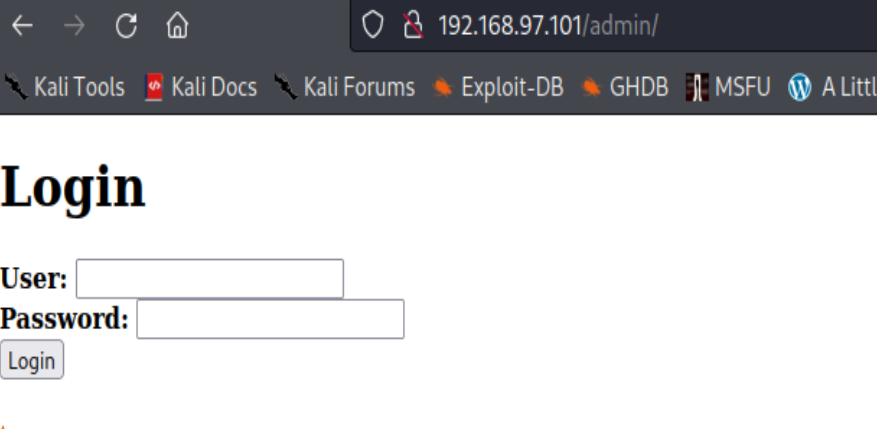 192.168.97.101/admin/
Kali Tools Kali Docs Kali Forums Exploit-DB GHDB MSFU A Littl
Login
User:
Password:
Login